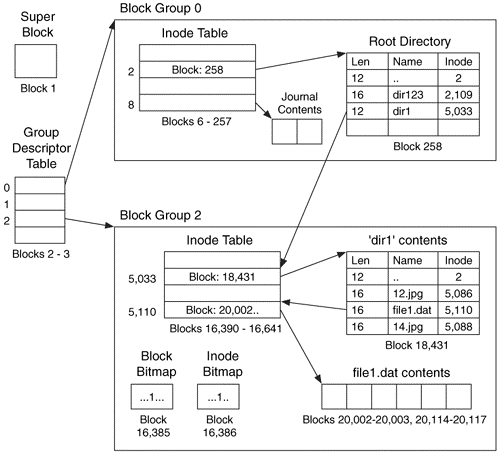 Super
Block
Block 1
Group
Descriptor
Table
0
1
2
Blocks 2 - 3
Block Group 0
Inode Table
2
Block: 258
8
Blocks 6 - 257
Journal
Contents
Root Directory
Len Name Inode
12 .. 2
16 dir123 2,109
12 dir1 5,033
Block 258
Block Group 2
Inode Table
5,033
Block: 18,431
5,110
Block: 20,002..
Blocks 16,390 - 16,641
'dir1' contents
Len Name Inode
12 .. 2
16 12.jpg 5,086
16 file1.dat 5,110
16 14.jpg 5,088
Block 18,431
Block
Bitmap
...1...
Block
16,385
Inode
Bitmap
...1..
Block
16,386
file1.dat contents
Blocks 20,002-20,003, 20,114-20,117